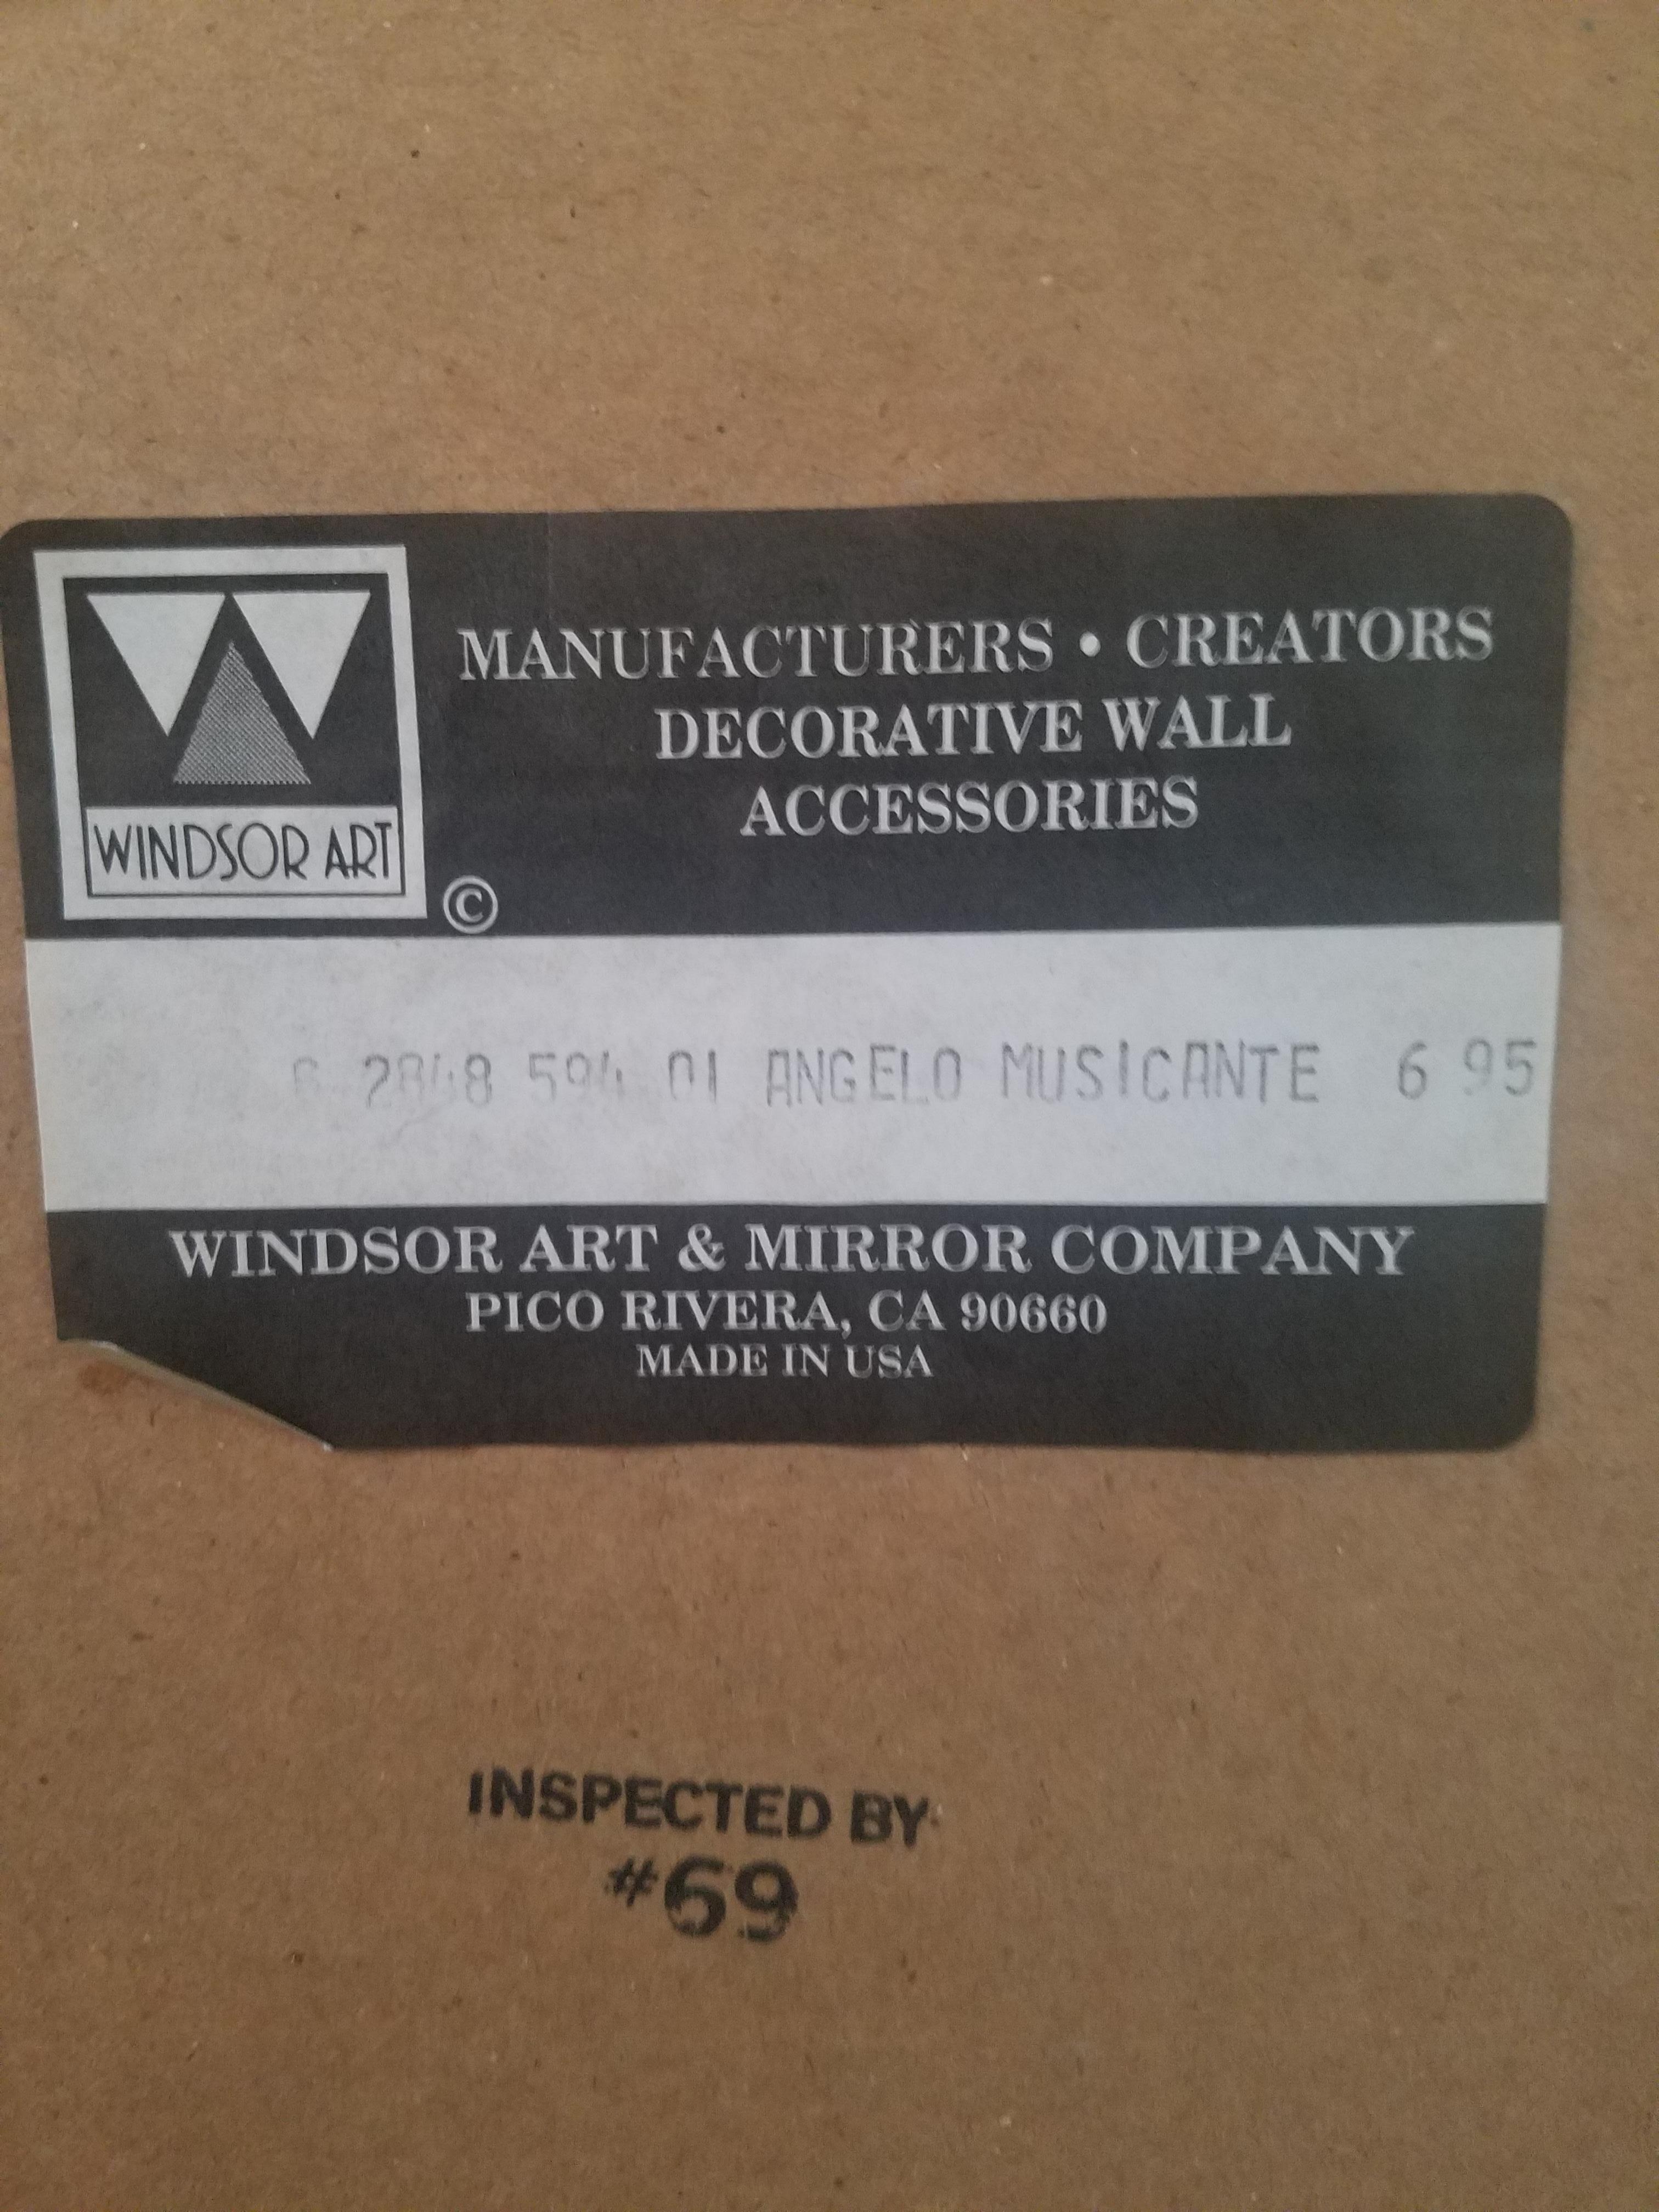 WINDSOR ART
©
MANUFACTURERS • CREATORS
DECORATIVE WALL
ACCESSORIES
2848 594 01 ANGELO MUSICANTE 6 95
WINDSOR ART & MIRROR COMPANY
PICO RIVERA, CA 90660
MADE IN USA
INSPECTED BY
#69